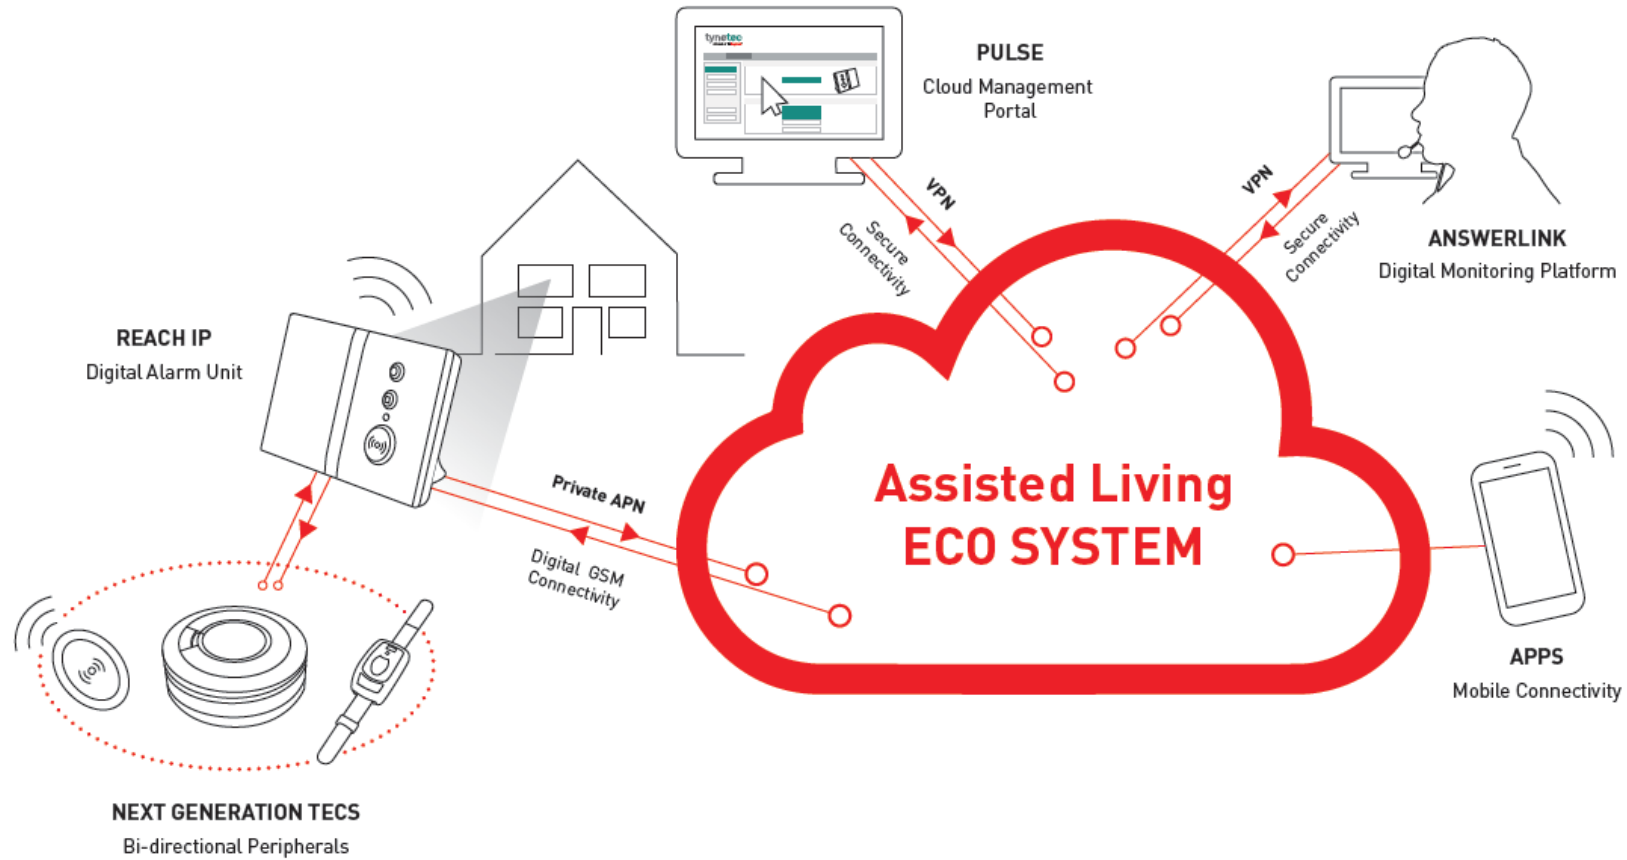 tynetec
PULSE
Cloud Management
Portal
VPN
Secure
Connectivity
VPN
Secure
Connectivity
ANSWERLINK
Digital Monitoring Platform
REACH IP
Digital Alarm Unit
Private APN
Digital GSM
Connectivity
Assisted Living
ECO SYSTEM
APPS
Mobile Connectivity
NEXT GENERATION TECS
Bi-directional Peripherals